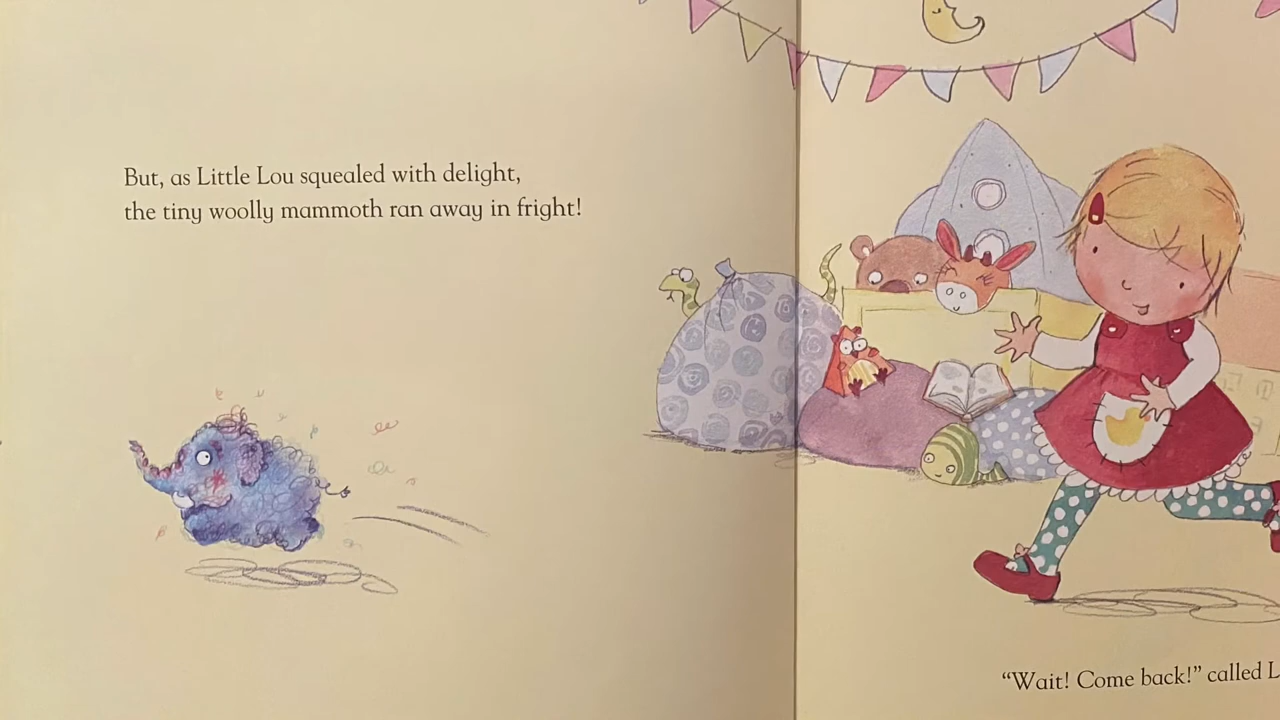 But, as Little Lou squealed with delight,
the tiny woolly mammoth ran away in fright!
“Wait! Come back!” called